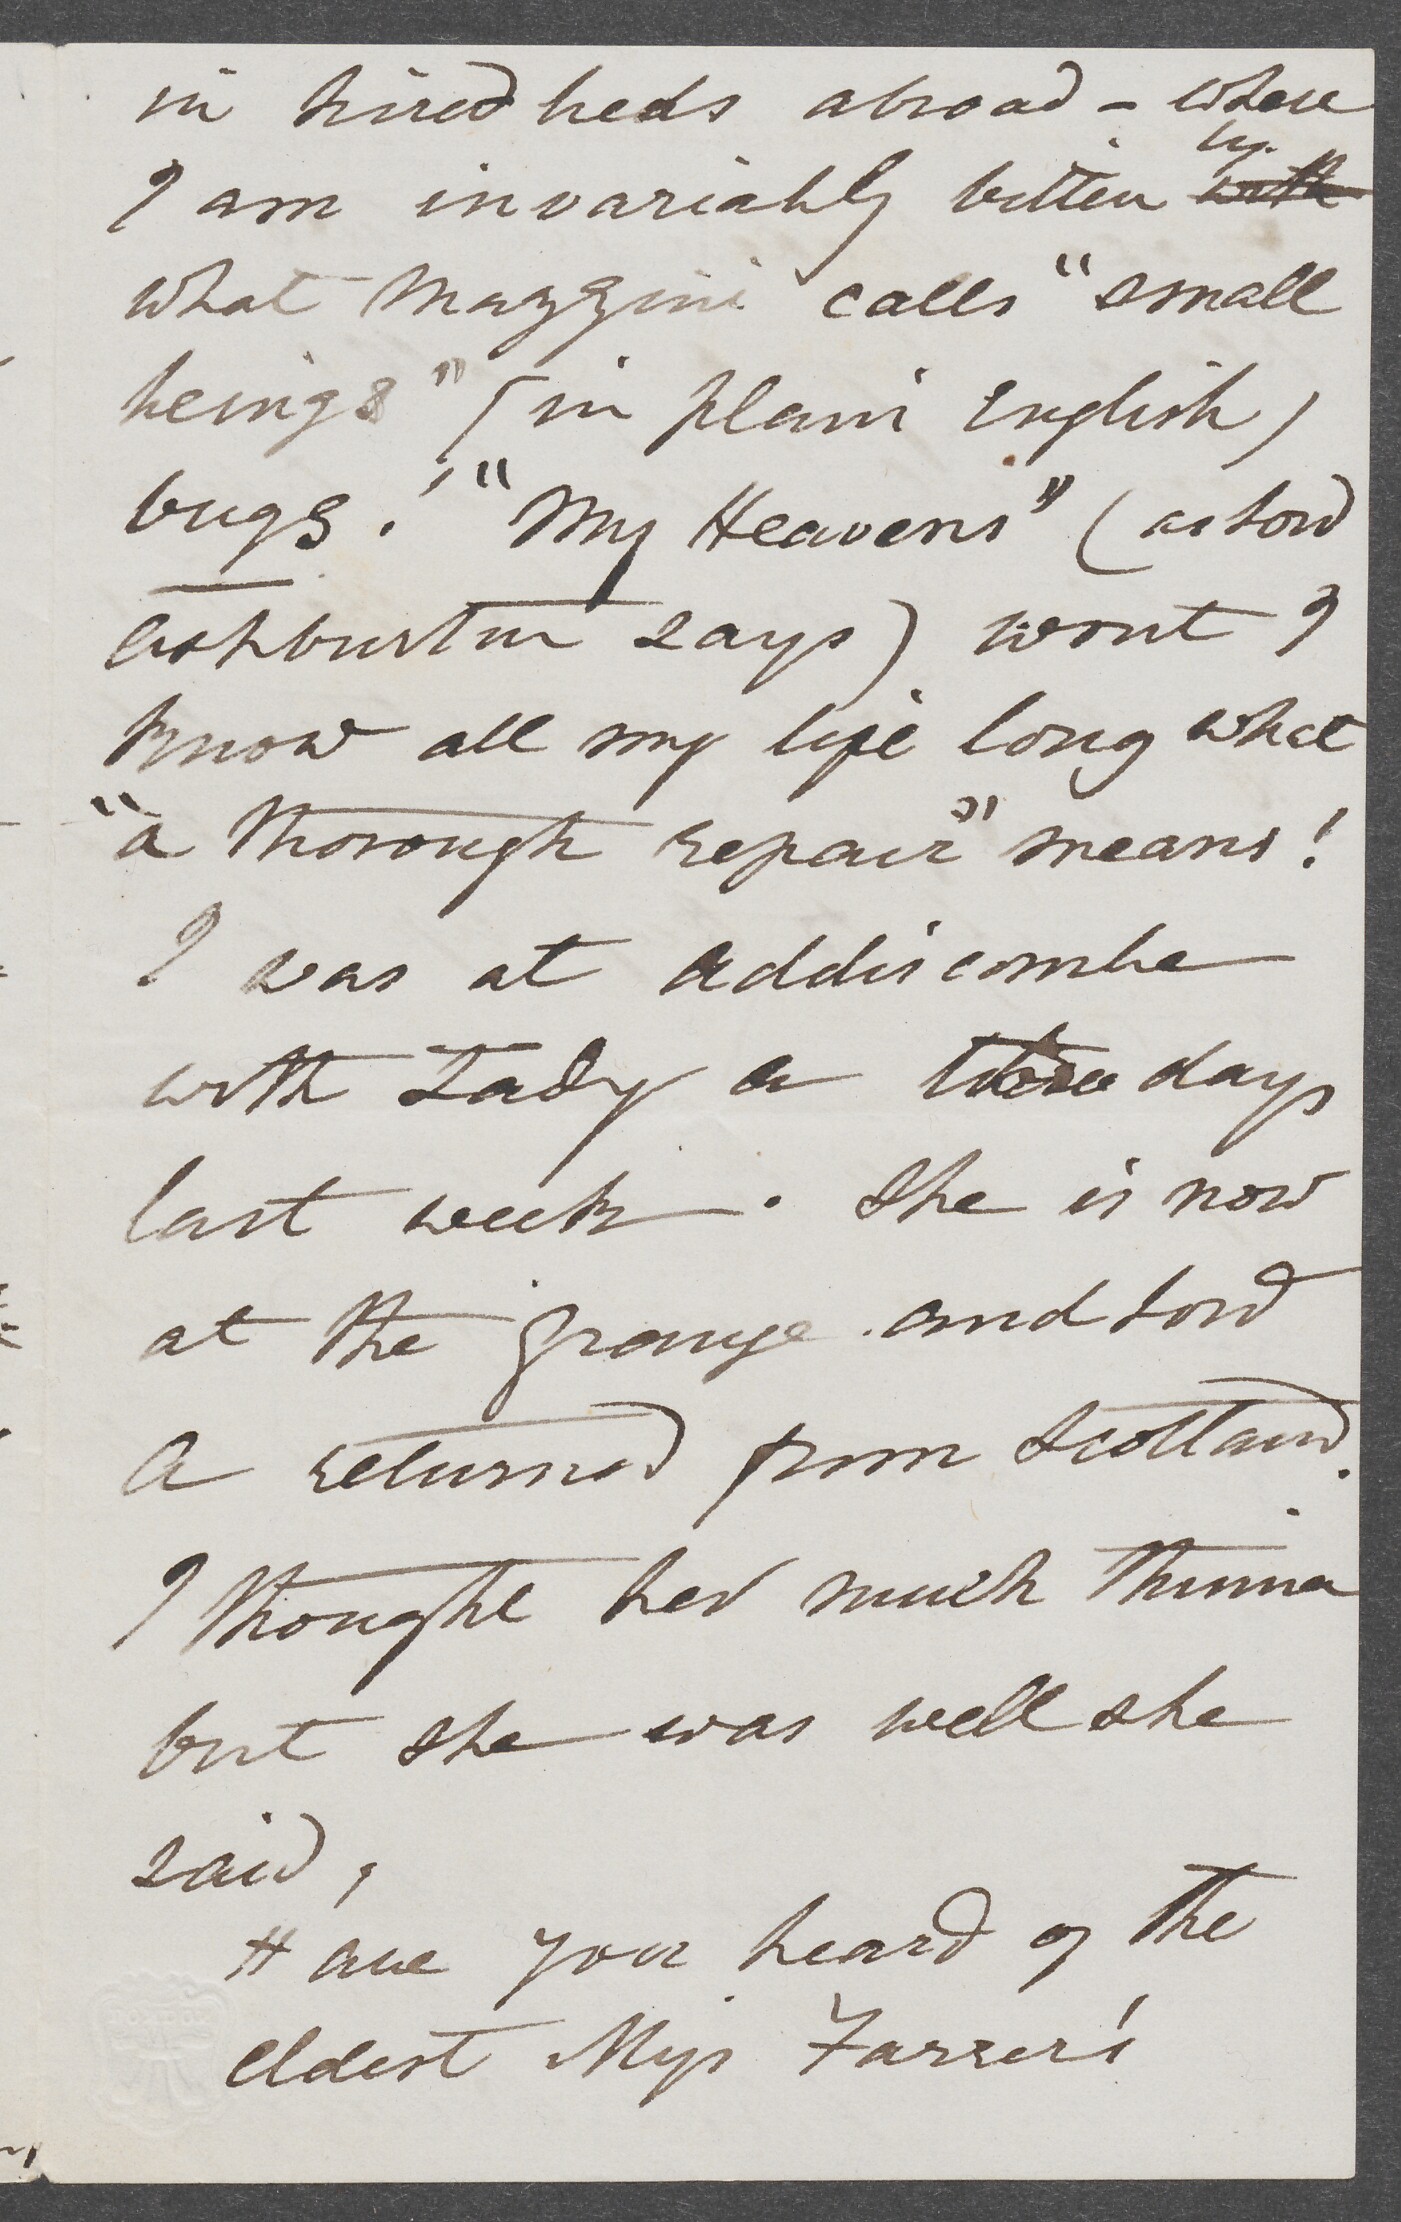 in hired beds abroad – where
I am invariably bitten by. ~~with~~
what Mazzini calls "small
beings" (in plain English)
bugs! "My Heavens" (as Lord
Ashburton says) wont I
know all my life long what
"a thorough repair" means!
I was at Addiscombe
with Lady A three days
last week. She is now
at the Grange and Lord
A returned from Scotland.
I thought her much thinner
but she was well she
said,
Have you heard of the
eldest Miss Farrer's